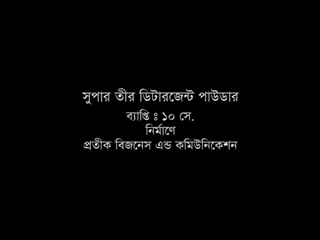 সুপার তীর ডিটারজেন্ট পাউডার
ব্যাপ্তি ঃ ১০ সে.
নির্মাণে
প্রতীক বিজনেস এন্ড কমিউনিকেশন